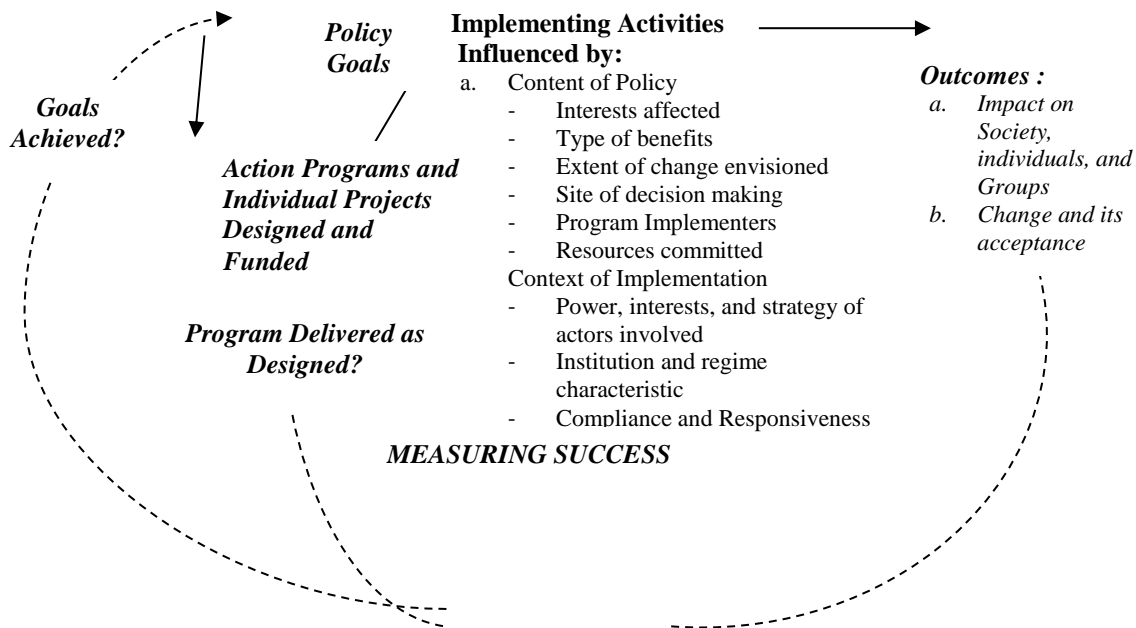 Policy
Goals
Implementing Activities
Influenced by:
a. Content of Policy
- Interests affected
- Type of benefits
- Extent of change envisioned
- Site of decision making
- Program Implementers
- Resources committed
Context of Implementation
- Power, interests, and strategy of
actors involved
- Institution and regime
characteristic
- Compliance and Responsiveness
Outcomes :
a. Impact on
Society,
individuals, and
Groups
b. Change and its
acceptance
Goals
Achieved?
Action Programs and
Individual Projects
Designed and
Funded
Program Delivered as
Designed?
MEASURING SUCCESS